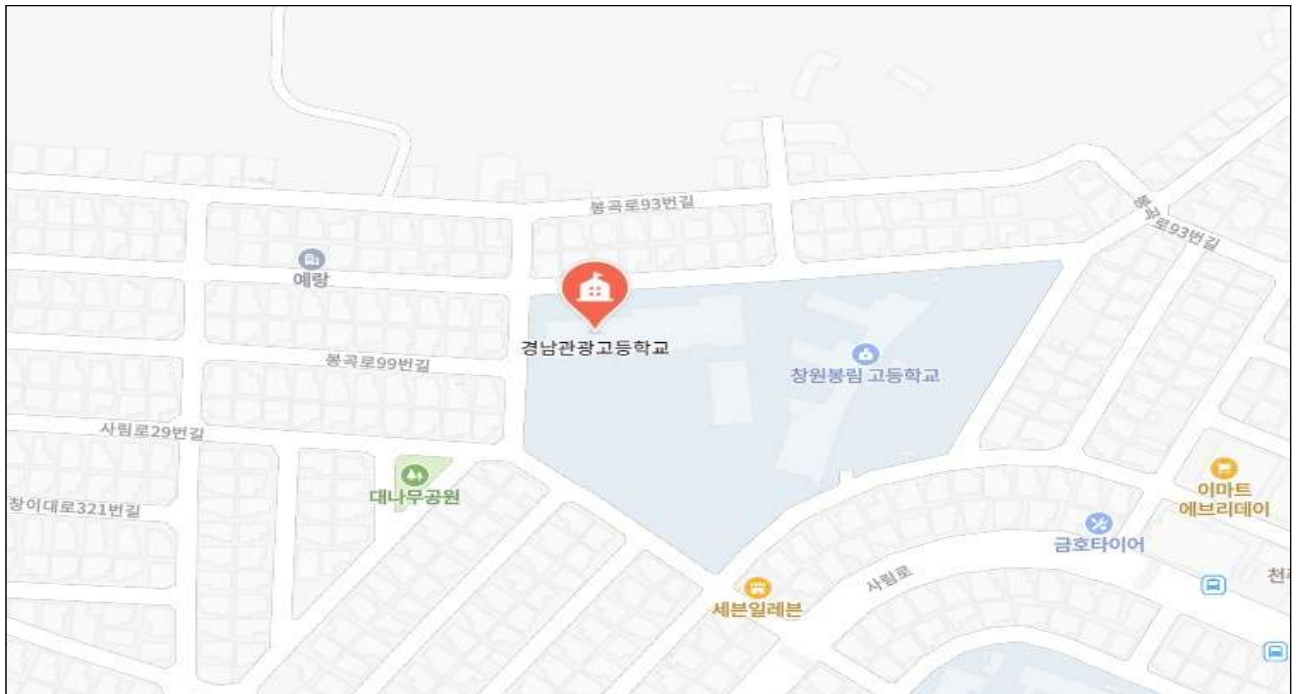 봉곡로93번길
봉곡로93번길
예랑
경남관광고등학교
봉곡로99번길
창원봉림 고등학교
사림로29번길
대나무공원
창이대로321번길
이마트
에브리데이
금호타이어
사림로
세븐일레븐